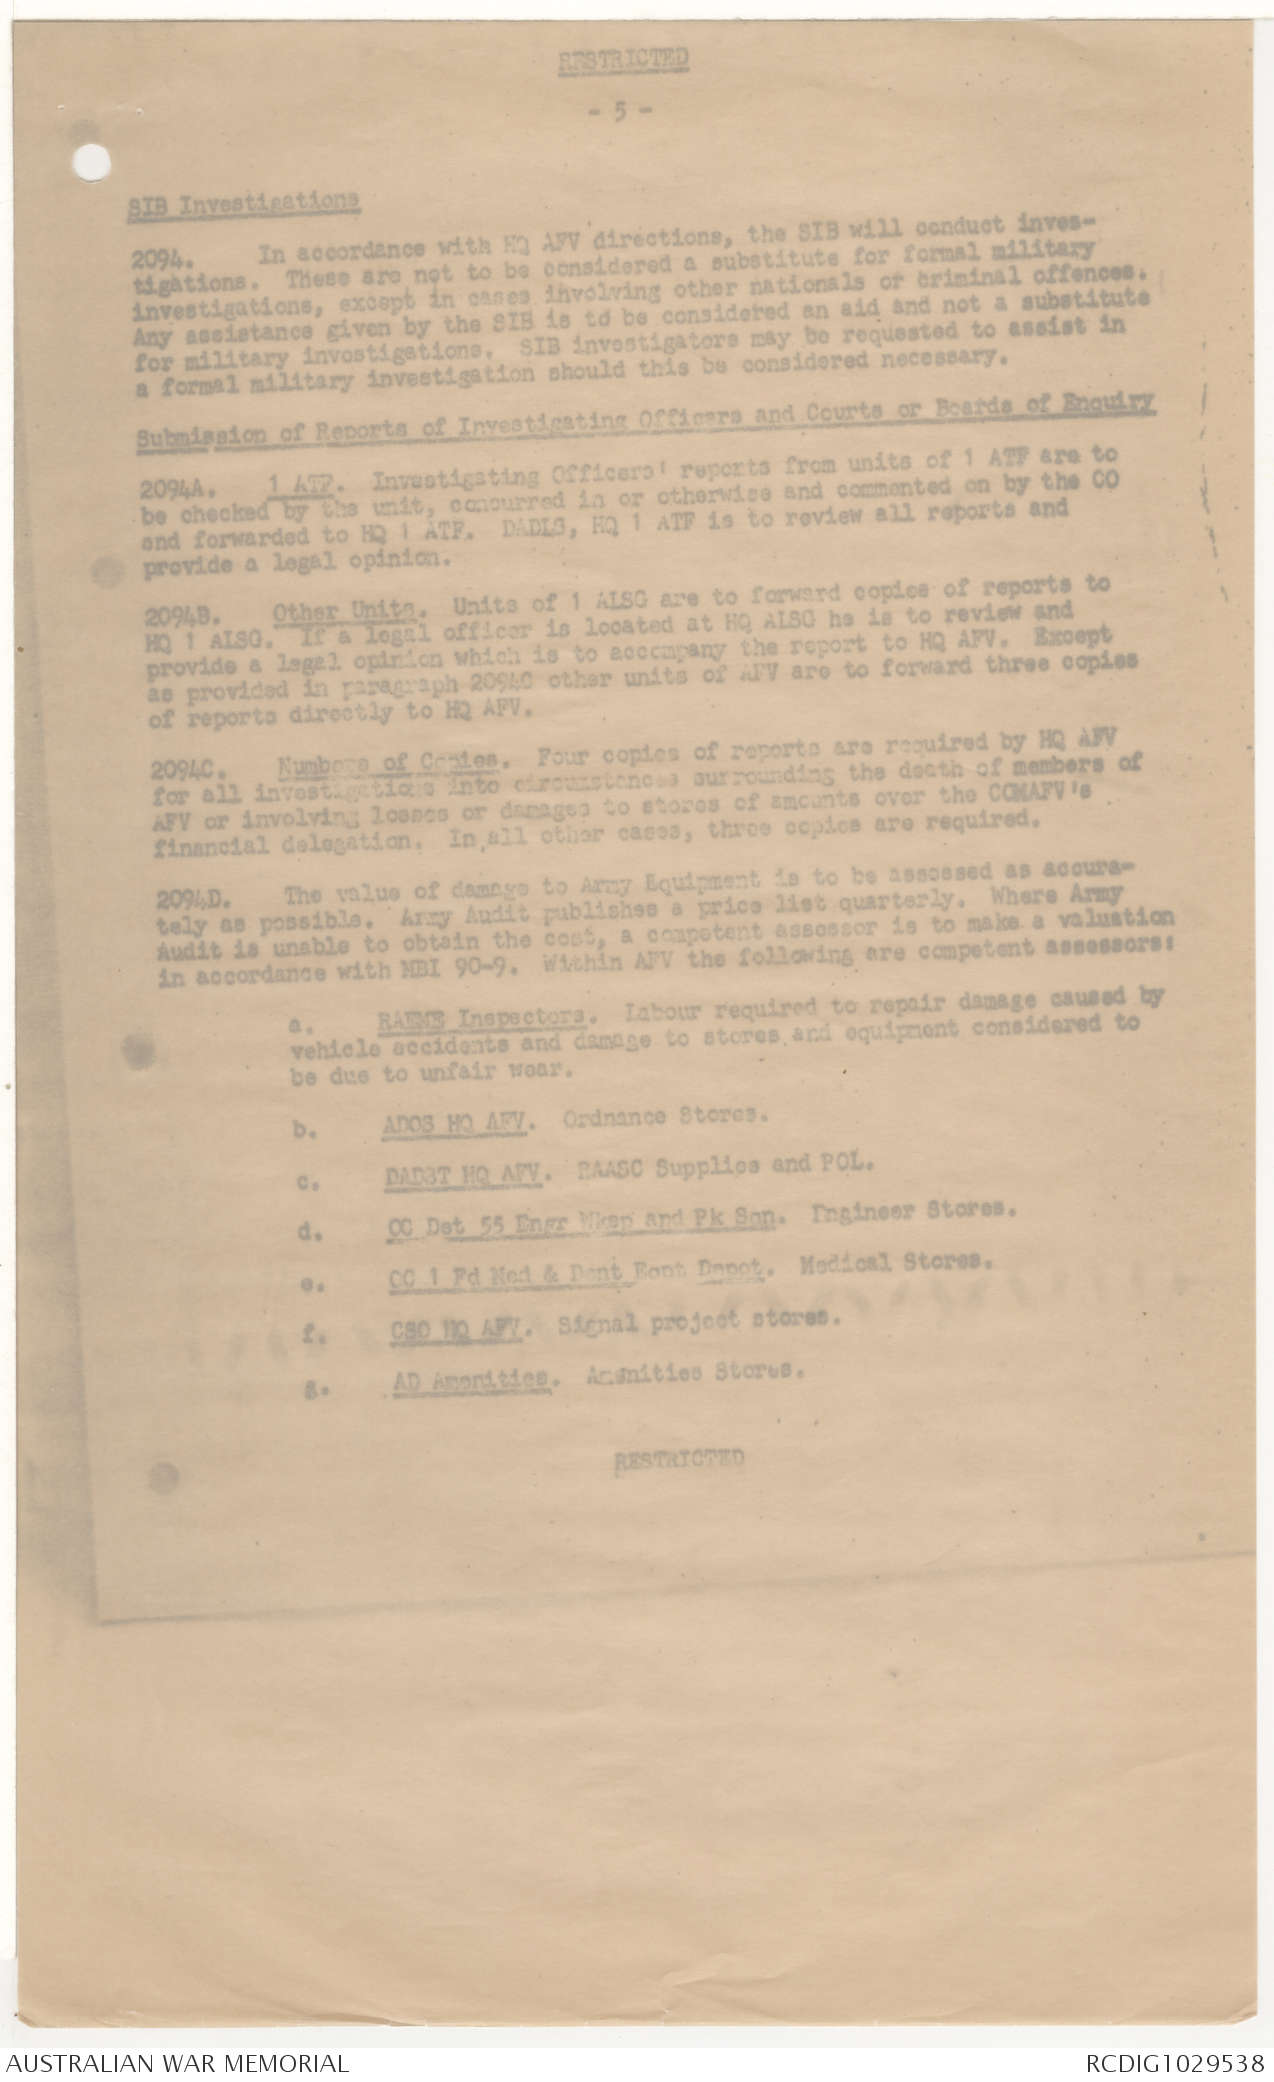 RESTRICTED
- 5 -
SIB Investigations
2094. In accordance with HQ AFV directions, the SIB will conduct inves-
tigations. These are not to be considered a substitute for formal military
investigations, except in cases involving other nationals or criminal offences.
Any assistance given by the SIB is to be considered an aid and not a substitute
for military investigations. SIB investigators may be requested to assist in
a formal military investigation should this be considered necessary.
Submission of Reports of Investigating Officers and Courts or Boards of Enquiry
2094A. 1 ATF. Investigating Officers' reports from units of 1 ATF are to
be checked by the unit, concurred in or otherwise and commented on by the CO
and forwarded to HQ 1 ATF. DADLS, HQ 1 ATF is to review all reports and
provide a legal opinion.
2094B. Other Units. Units of 1 ALSG are to forward copies of reports to
HQ 1 ALSG. If a legal officer is located at HQ ALSG he is to review and
provide a legal opinion which is to accompany the report to HQ AFV. Except
as provided in paragraph 2094C other units of AFV are to forward three copies
of reports directly to HQ AFV.
2094C. Numbers of Copies. Four copies of reports are required by HQ AFV
for all investigations into circumstances surrounding the death of members of
AFV or involving losses or damages to stores of amounts over the COMAFV's
financial delegation. In all other cases, three copies are required.
2094D. The value of damage to Army Equipment is to be assessed as accura-
tely as possible. Army Audit publishes a price list quarterly. Where Army
Audit is unable to obtain the cost, a competent assessor is to make a valuation
in accordance with MBI 90-9. Within AFV the following are competent assessors:
a. RAEME Inspectors. Labour required to repair damage caused by
vehicle accidents and damage to stores and equipment considered to
be due to unfair wear.
b. ADOS HQ AFV. Ordnance Stores.
c. DADST HQ AFV. RAASC Supplies and POL.
d. OC Det 55 Engr Wksp and Pk Sqn. Engineer Stores.
e. CC 1 Fd Med & Dent Eqpt Depot. Medical Stores.
f. CSO HQ AFV. Signal project stores.
g. AD Amenities. Amenities Stores.
RESTRICTED
AUSTRALIAN WAR MEMORIAL
RCDIG1029538